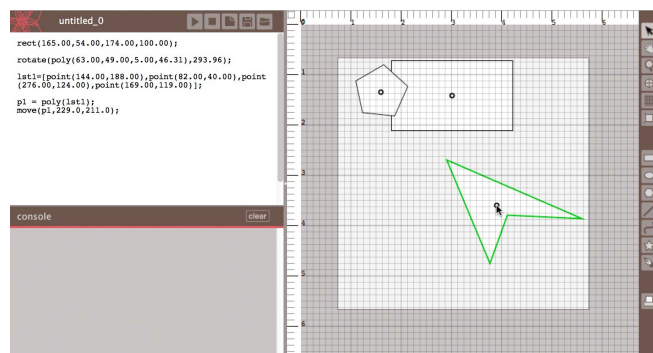 untitled_0
rect(165.00,54.00,174.00,100.00);
rotate(poly(63.00,49.00,5.00,46.31),293.96);
lst1=[point(144.00,188.00),point(82.00,40.00),point
(276.00,124.00),point(169.00,119.00)];
p1 = poly(lst1);
move(p1,229.0,211.0);
console
clear
0 1 2 3 4 5 6
0
1
2
3
4
5
6